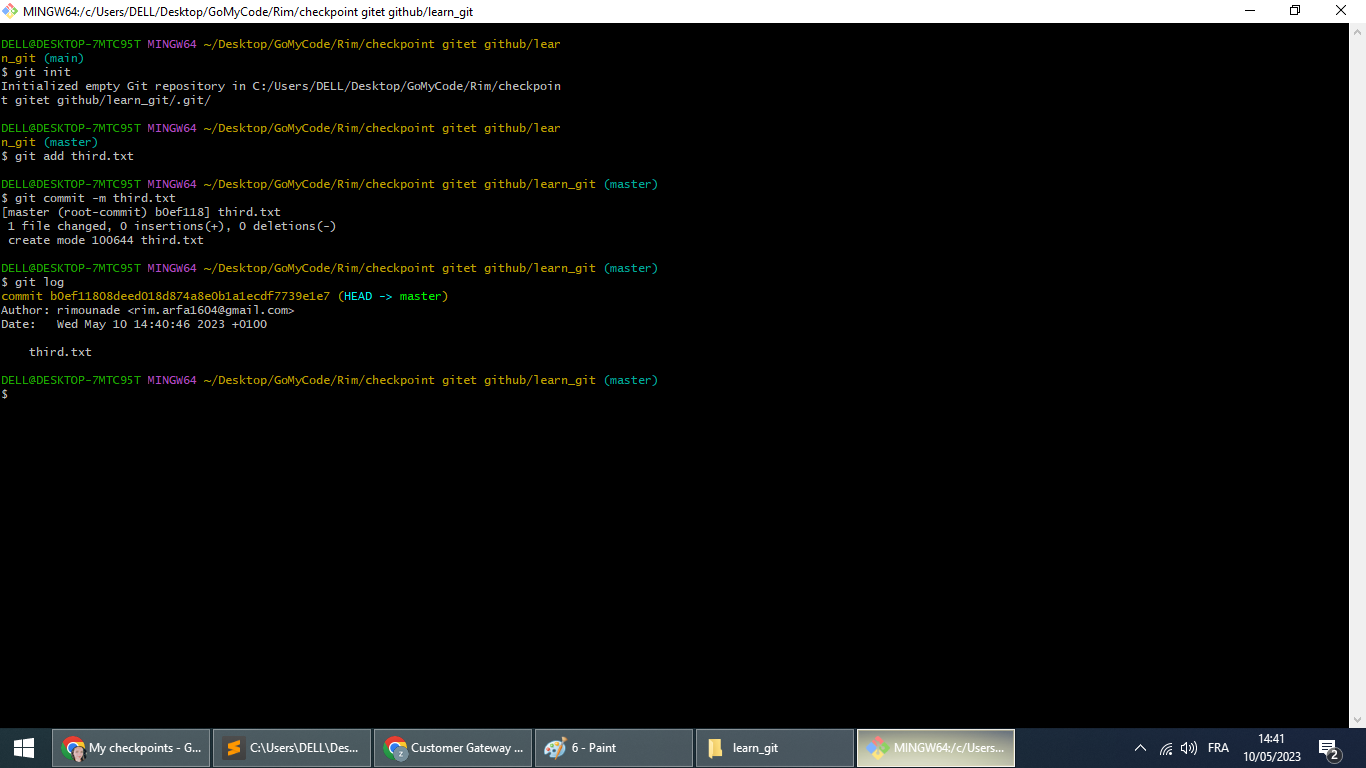 MINGW64:/c/Users/DELL/Desktop/GoMyCode/Rim/checkpoint gitet github/learn_git
DELL@DESKTOP-7MTC95T MINGW64 ~/Desktop/GoMyCode/Rim/checkpoint gitet github/lear
n_git (main)
$ git init
Initialized empty Git repository in C:/Users/DELL/Desktop/GoMyCode/Rim/checkpoin
t gitet github/learn_git/.git/
DELL@DESKTOP-7MTC95T MINGW64 ~/Desktop/GoMyCode/Rim/checkpoint gitet github/lear
n_git (master)
$ git add third.txt
DELL@DESKTOP-7MTC95T MINGW64 ~/Desktop/GoMyCode/Rim/checkpoint gitet github/learn_git (master)
$ git commit -m third.txt
[master (root-commit) b0ef118] third.txt
 1 file changed, 0 insertions(+), 0 deletions(-)
 create mode 100644 third.txt
DELL@DESKTOP-7MTC95T MINGW64 ~/Desktop/GoMyCode/Rim/checkpoint gitet github/learn_git (master)
$ git log
commit b0ef11808deed018d874a8e0b1a1ecdf7739e1e7 (HEAD -> master)
Author: rimounade <rim.arfa1604@gmail.com>
Date:   Wed May 10 14:40:46 2023 +0100
    third.txt
DELL@DESKTOP-7MTC95T MINGW64 ~/Desktop/GoMyCode/Rim/checkpoint gitet github/learn_git (master)
$
My checkpoints - G...
C:\Users\DELL\Des...
Customer Gateway ...
6 - Paint
learn_git
MINGW64:/c/Users...
FRA
14:41
10/05/2023
2